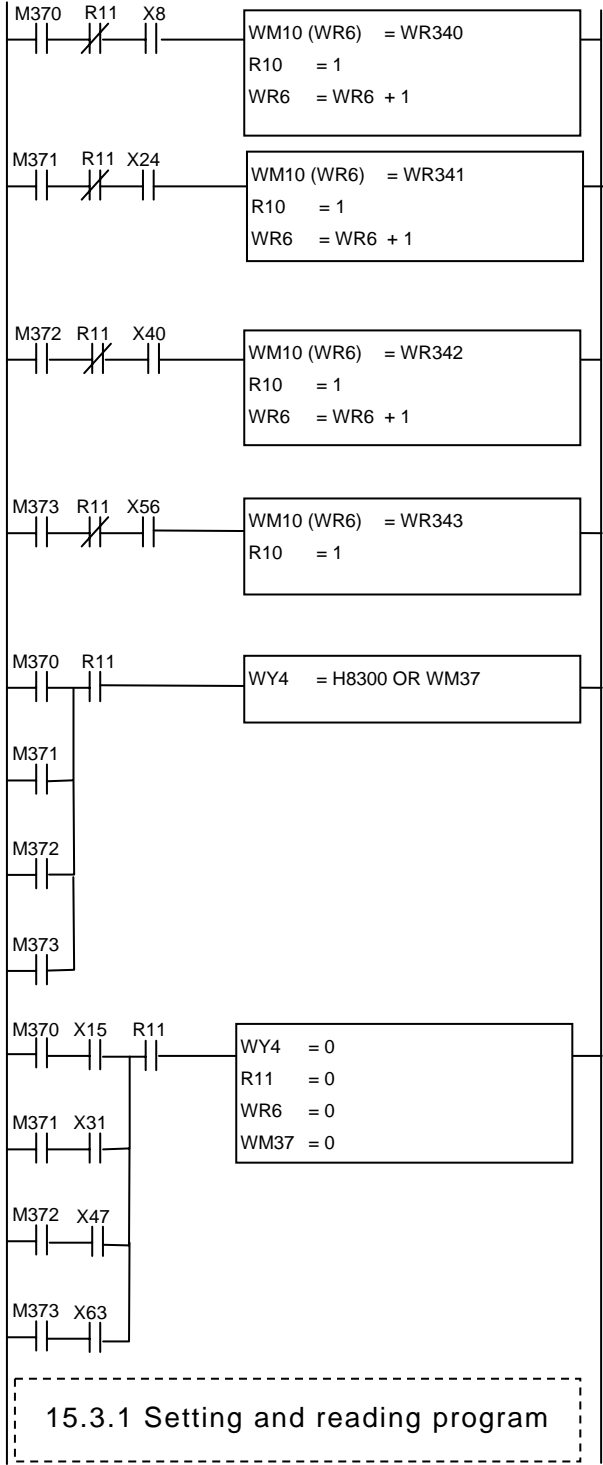 M370 R11 X8
WM10 (WR6) = WR340
R10 = 1
WR6 = WR6 + 1
M371 R11 X24
WM10 (WR6) = WR341
R10 = 1
WR6 = WR6 + 1
M372 R11 X40
WM10 (WR6) = WR342
R10 = 1
WR6 = WR6 + 1
M373 R11 X56
WM10 (WR6) = WR343
R10 = 1
M370 R11
WY4 = H8300 OR WM37
M371
M372
M373
M370 X15 R11
WY4 = 0
R11 = 0
WR6 = 0
WM37 = 0
M371 X31
M372 X47
M373 X63
15.3.1 Setting and reading program